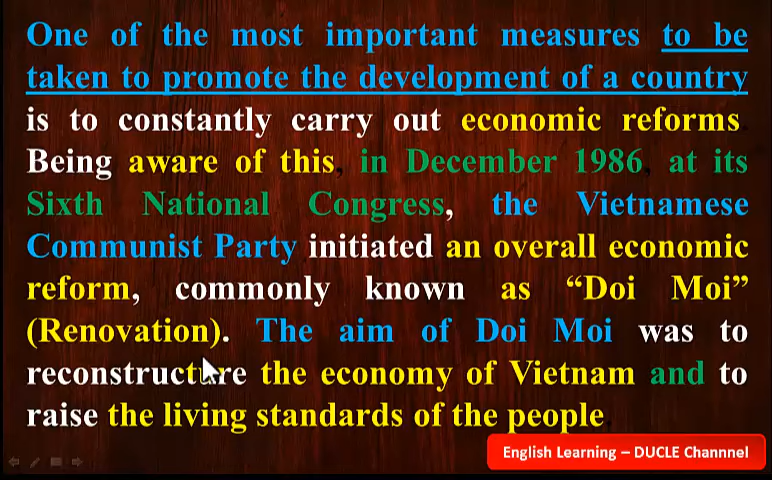 One of the most important measures to be
taken to promote the development of a country
is to constantly carry out economic reforms.
Being aware of this, in December 1986, at its
Sixth National Congress, the Vietnamese
Communist Party initiated an overall economic
reform, commonly known as “Doi Moi”
(Renovation). The aim of Doi Moi was to
reconstructure the economy of Vietnam and to
raise the living standards of the people.
English Learning – DUCLE Channnel